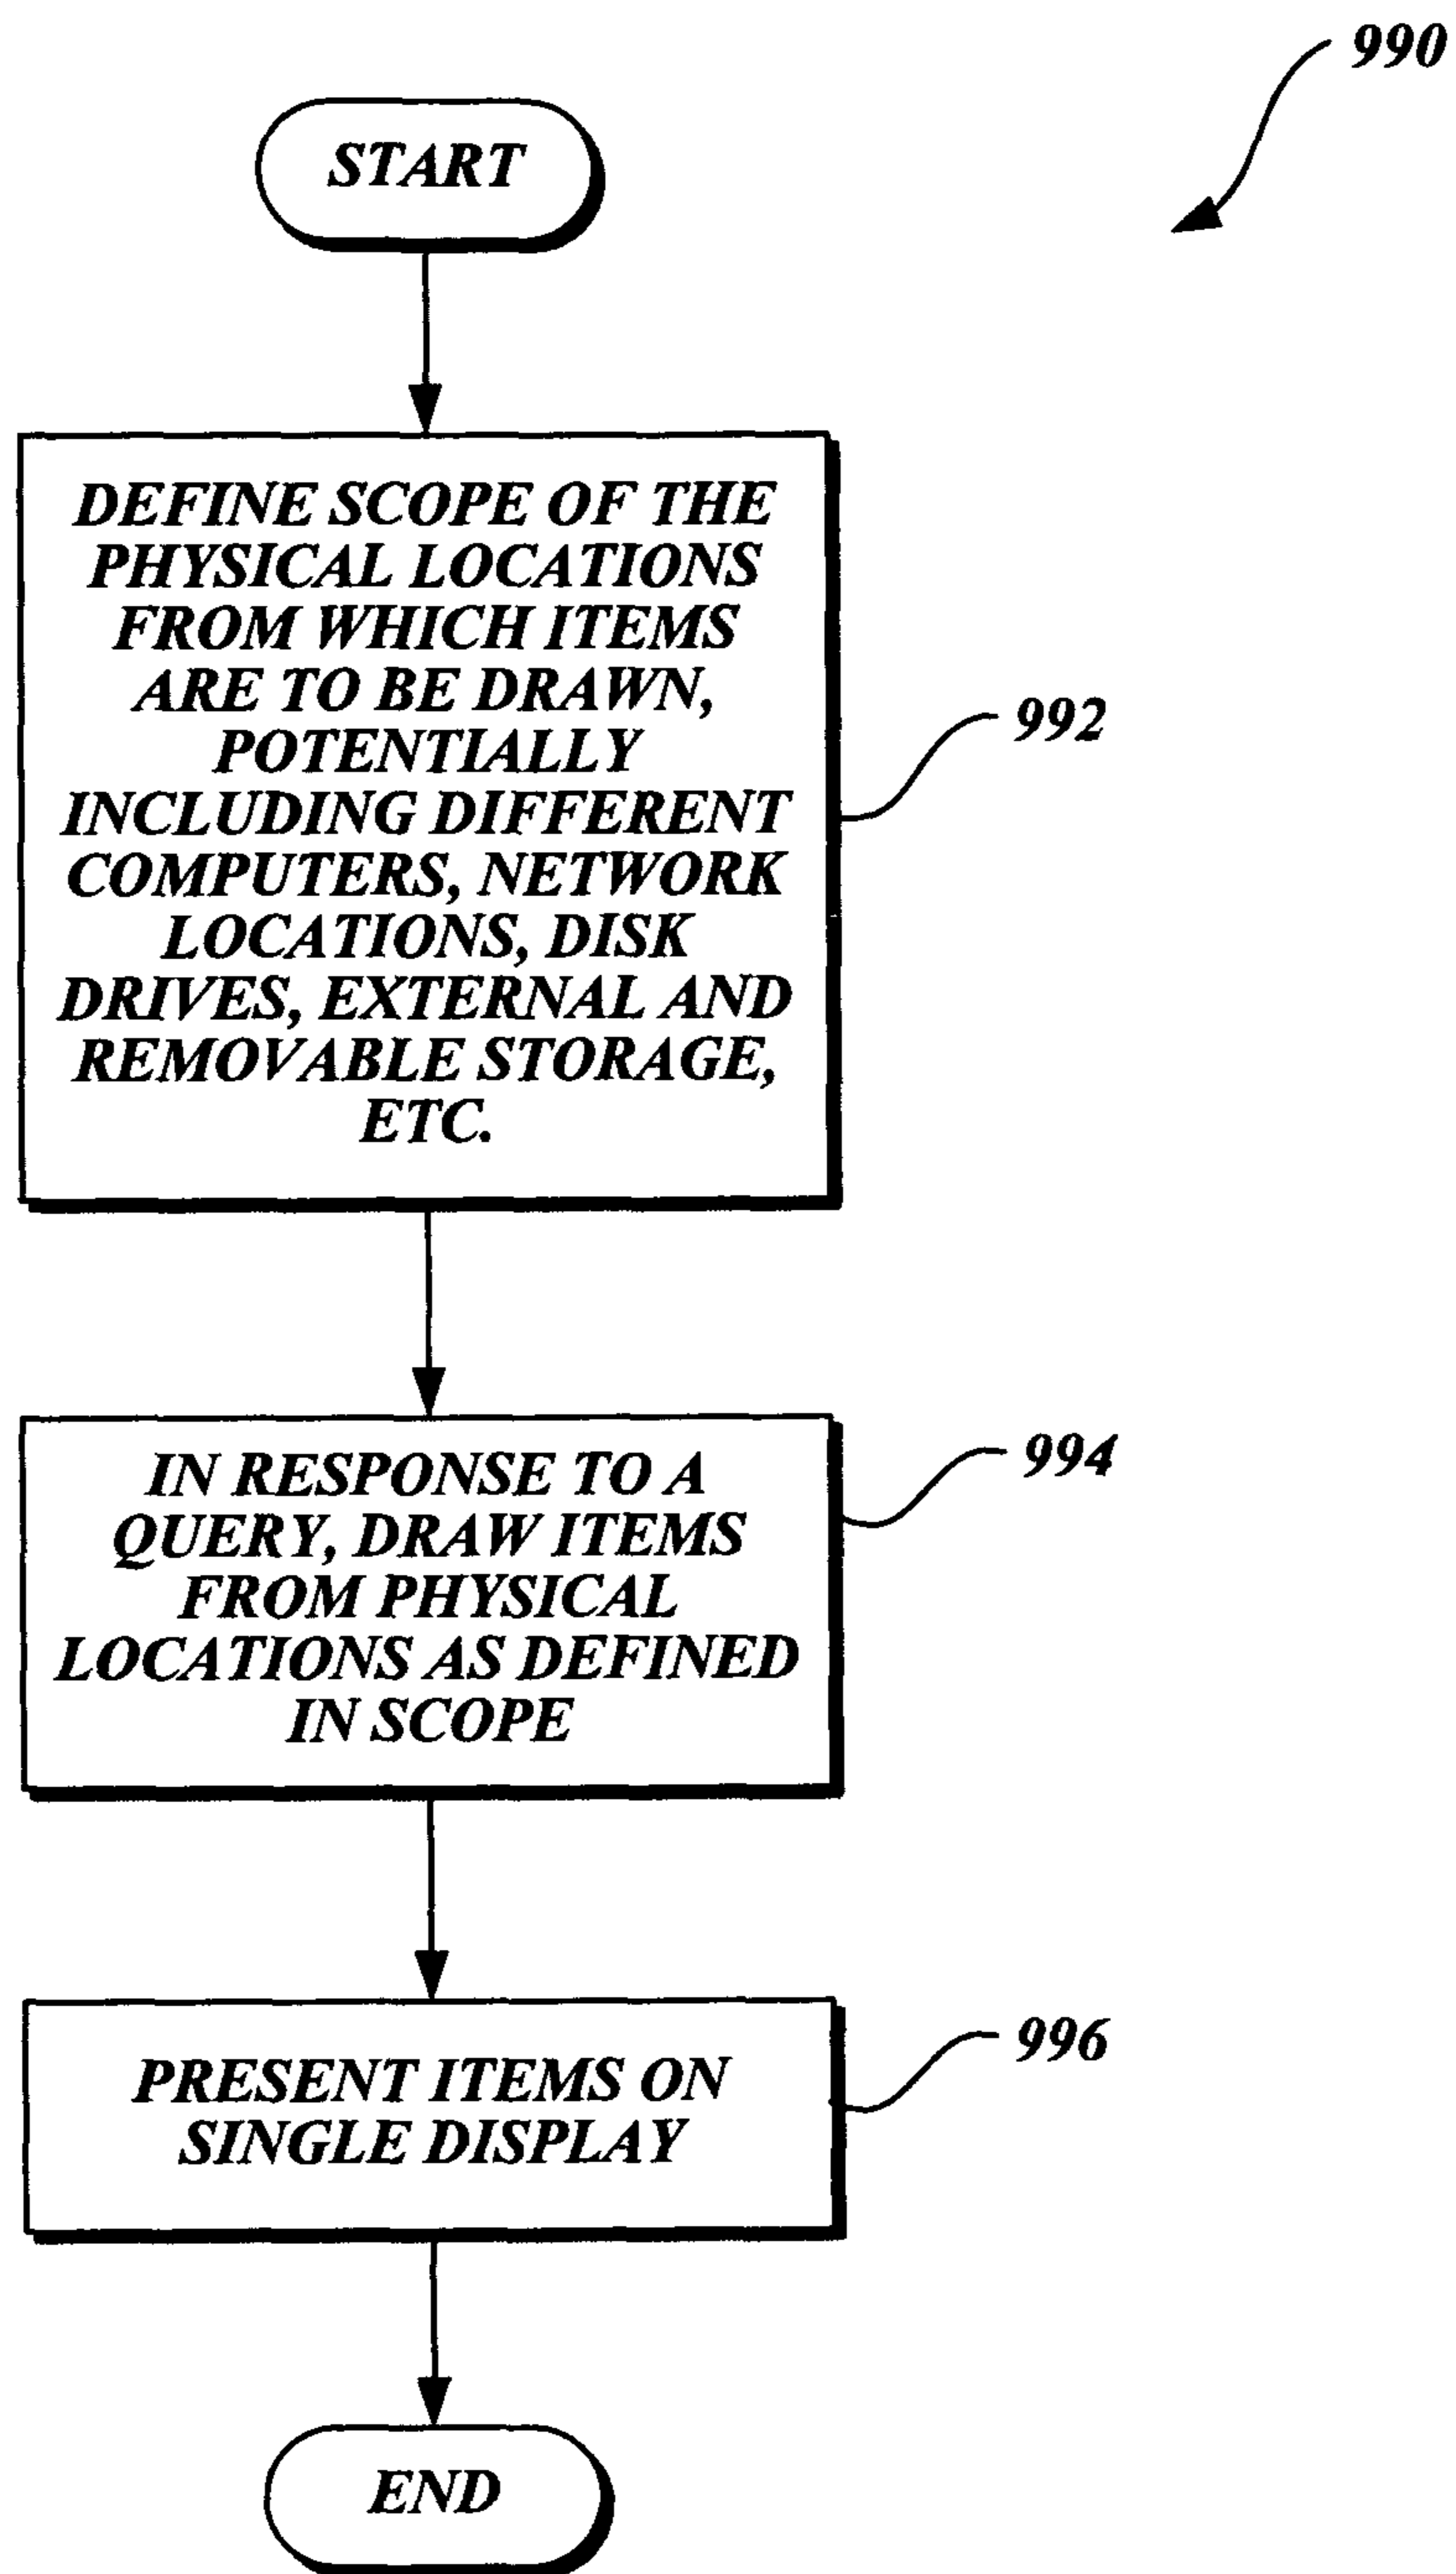 990
START
DEFINE SCOPE OF THE
PHYSICAL LOCATIONS
FROM WHICH ITEMS
ARE TO BE DRAWN,
POTENTIALLY
INCLUDING DIFFERENT
COMPUTERS, NETWORK
LOCATIONS, DISK
DRIVES, EXTERNAL AND
REMOVABLE STORAGE,
ETC.
992
IN RESPONSE TO A
QUERY, DRAW ITEMS
FROM PHYSICAL
LOCATIONS AS DEFINED
IN SCOPE
994
PRESENT ITEMS ON
SINGLE DISPLAY
996
END